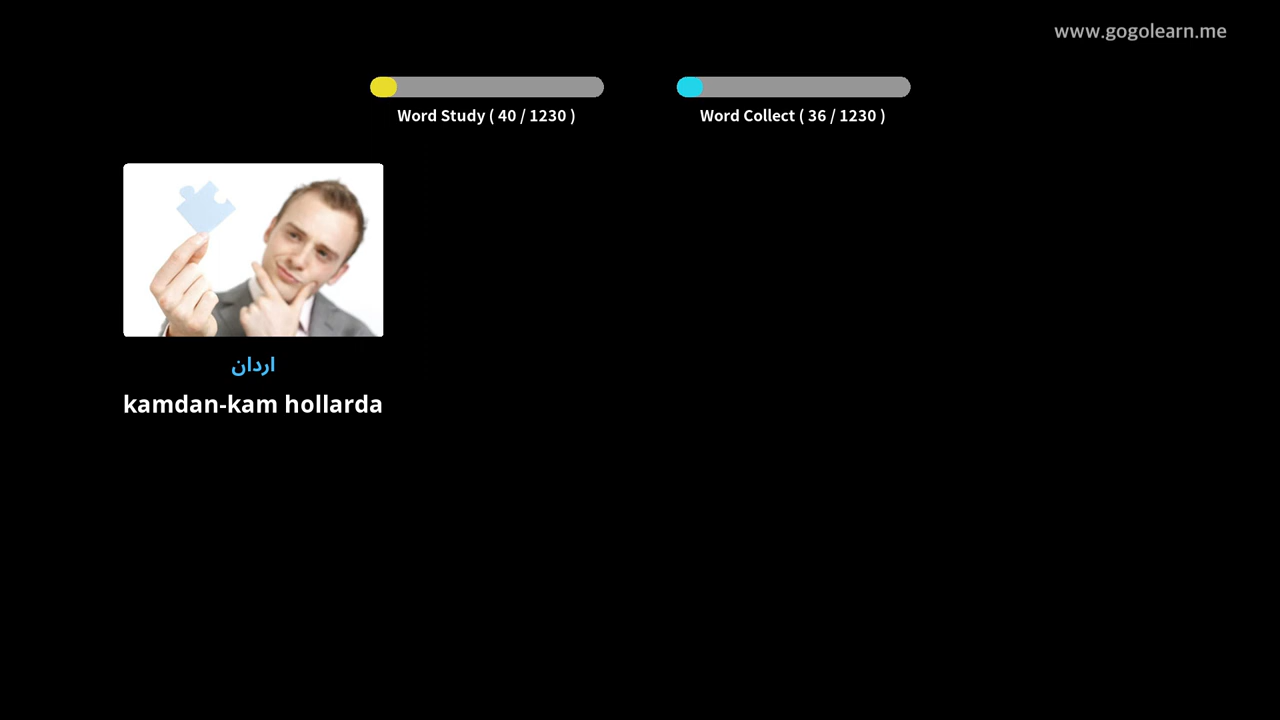 www.gogolearn.me
Word Study ( 40 / 1230 )
Word Collect ( 36 / 1230 )
اردان
kamdan-kam hollarda